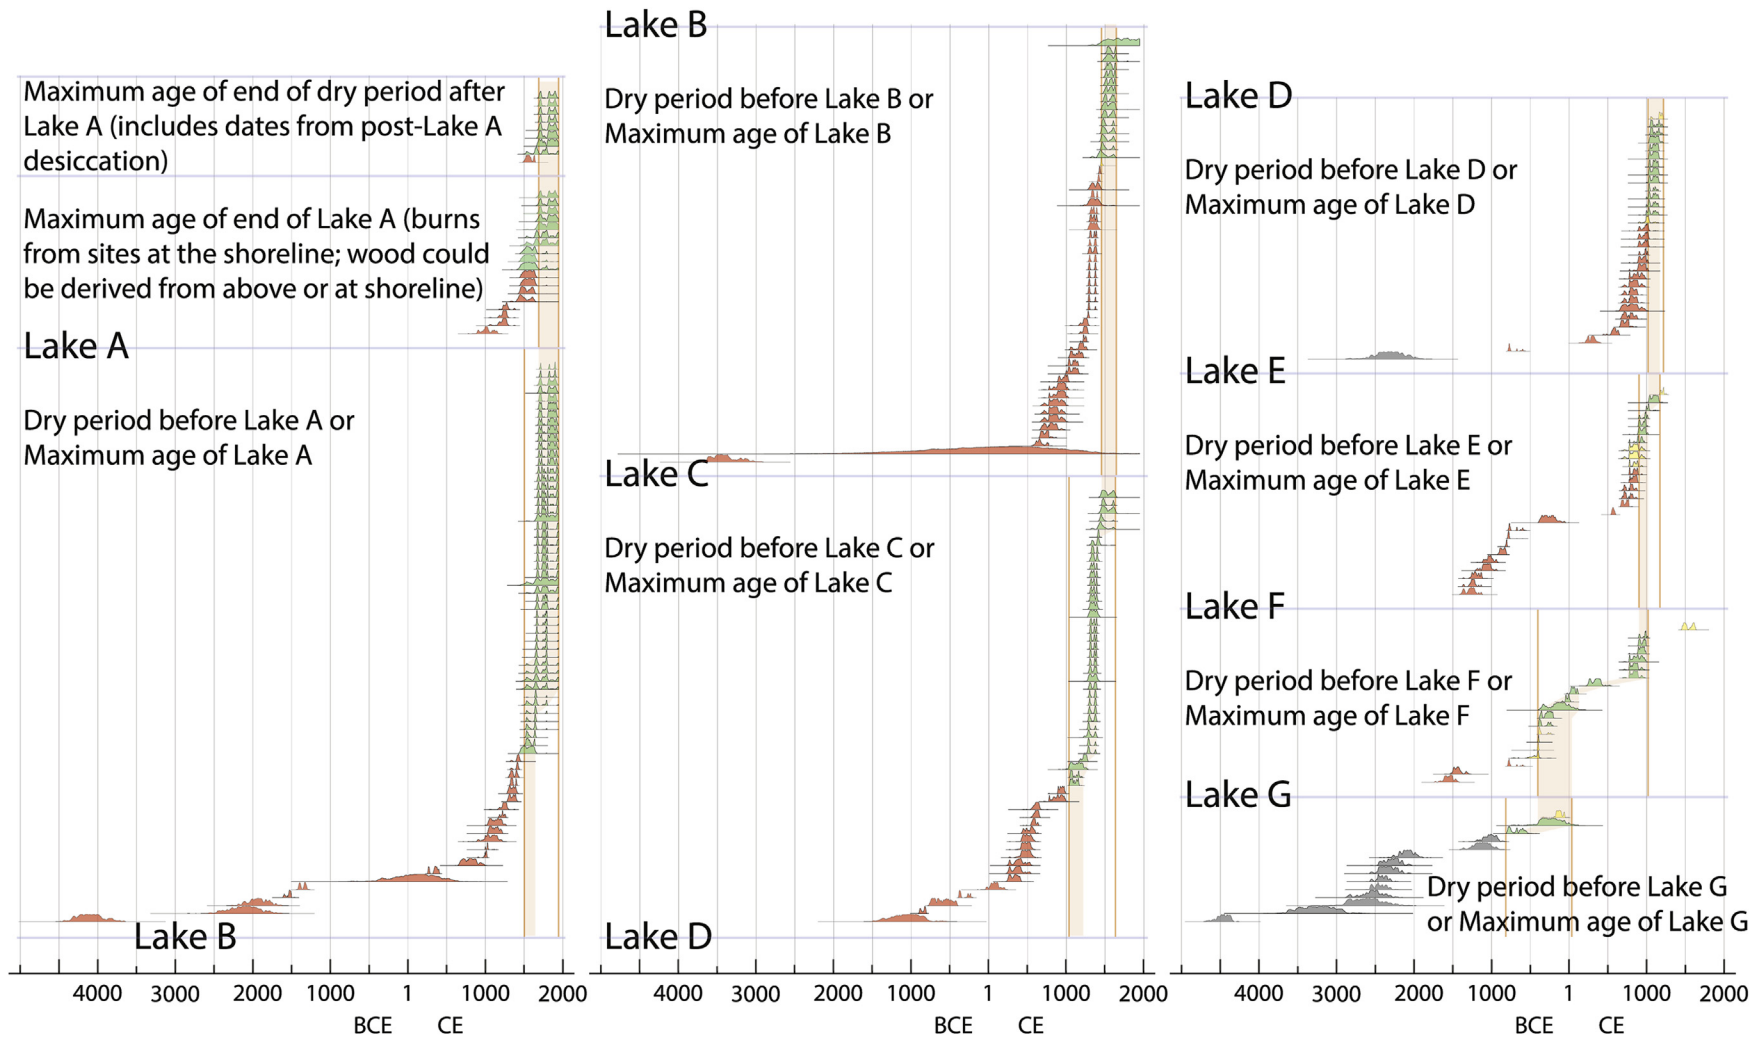 Maximum age of end of dry period after
Lake A (includes dates from post-Lake A
desiccation)
Maximum age of end of Lake A (burns
from sites at the shoreline; wood could
be derived from above or at shoreline)
Lake A
Dry period before Lake A or
Maximum age of Lake A
Lake B
4000 3000 2000 1000 1 1000 2000
BCE CE
Lake B
Dry period before Lake B or
Maximum age of Lake B
Lake C
Dry period before Lake C or
Maximum age of Lake C
Lake D
4000 3000 2000 1000 1 1000 2000
BCE CE
Lake D
Dry period before Lake D or
Maximum age of Lake D
Lake E
Dry period before Lake E or
Maximum age of Lake E
Lake F
Dry period before Lake F or
Maximum age of Lake F
Lake G
Dry period before Lake G
or Maximum age of Lake G
4000 3000 2000 1000 1 1000 2000
BCE CE